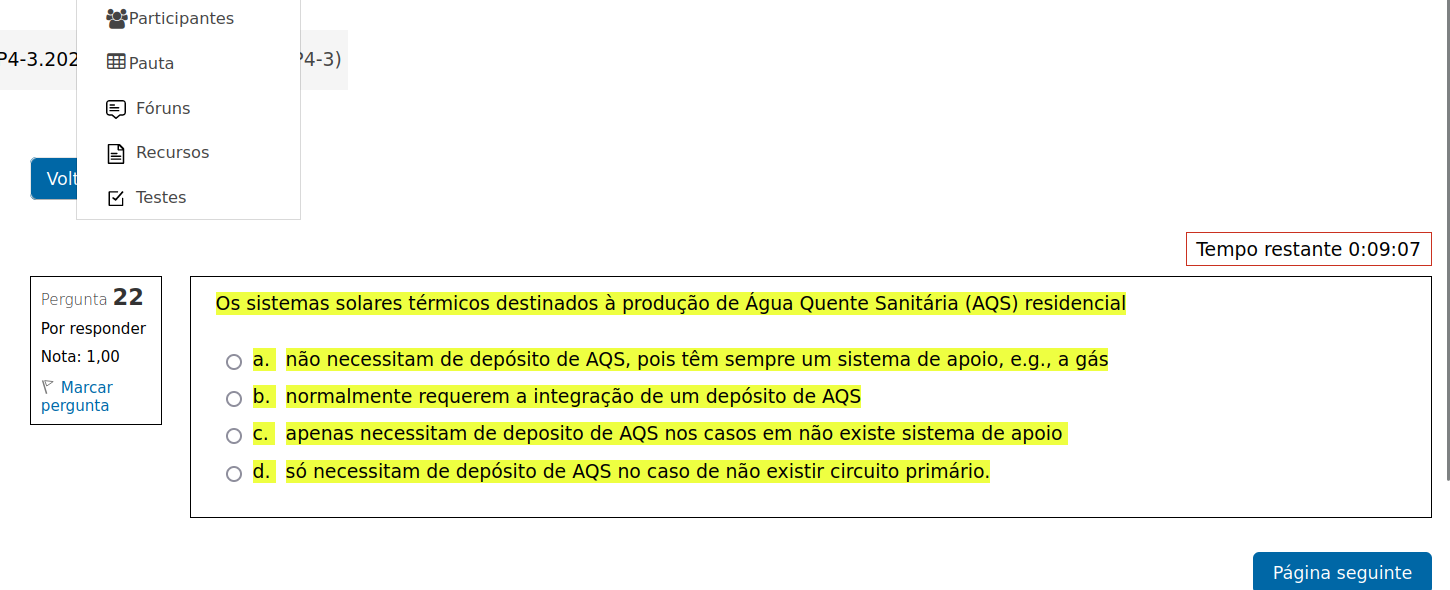 Participantes
P4-3.202
P4-3)
Pauta
Fóruns
Recursos
Volt
Testes
Tempo restante 0:09:07
Pergunta 22
Por responder
Nota: 1,00
Marcar
pergunta
Os sistemas solares térmicos destinados à produção de Água Quente Sanitária (AQS) residencial
a. não necessitam de depósito de AQS, pois têm sempre um sistema de apoio, e.g., a gás
b. normalmente requerem a integração de um depósito de AQS
c. apenas necessitam de deposito de AQS nos casos em não existe sistema de apoio
d. só necessitam de depósito de AQS no caso de não existir circuito primário.
Página seguinte